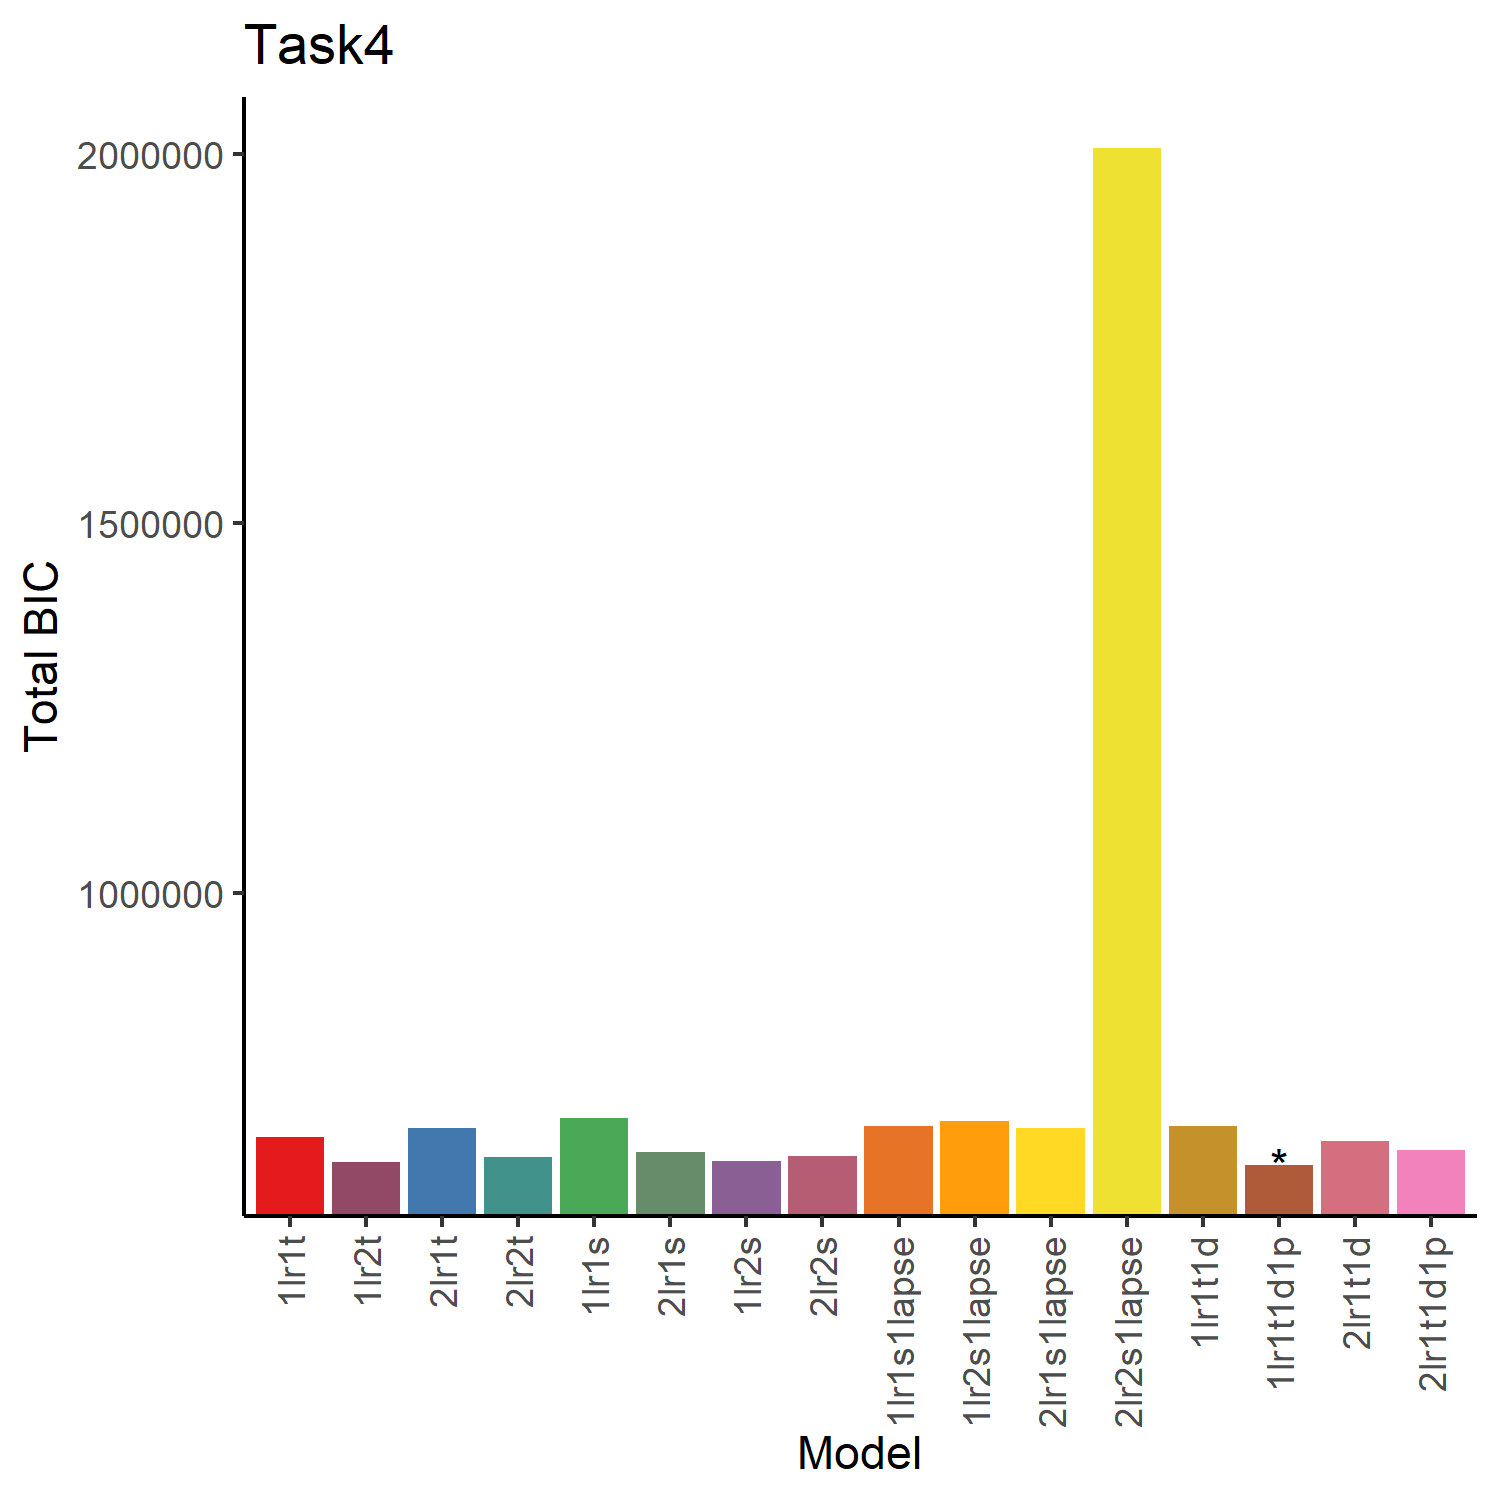 Task4
Total BIC
2000000
1500000
1000000
*
1lr1t
1lr2t
2lr1t
2lr2t
1lr1s
2lr1s
1lr2s
2lr2s
1lr1s1lapse
1lr2s1lapse
2lr1s1lapse
2lr2s1lapse
1lr1t1d
1lr1t1d1p
2lr1t1d
2lr1t1d1p
Model